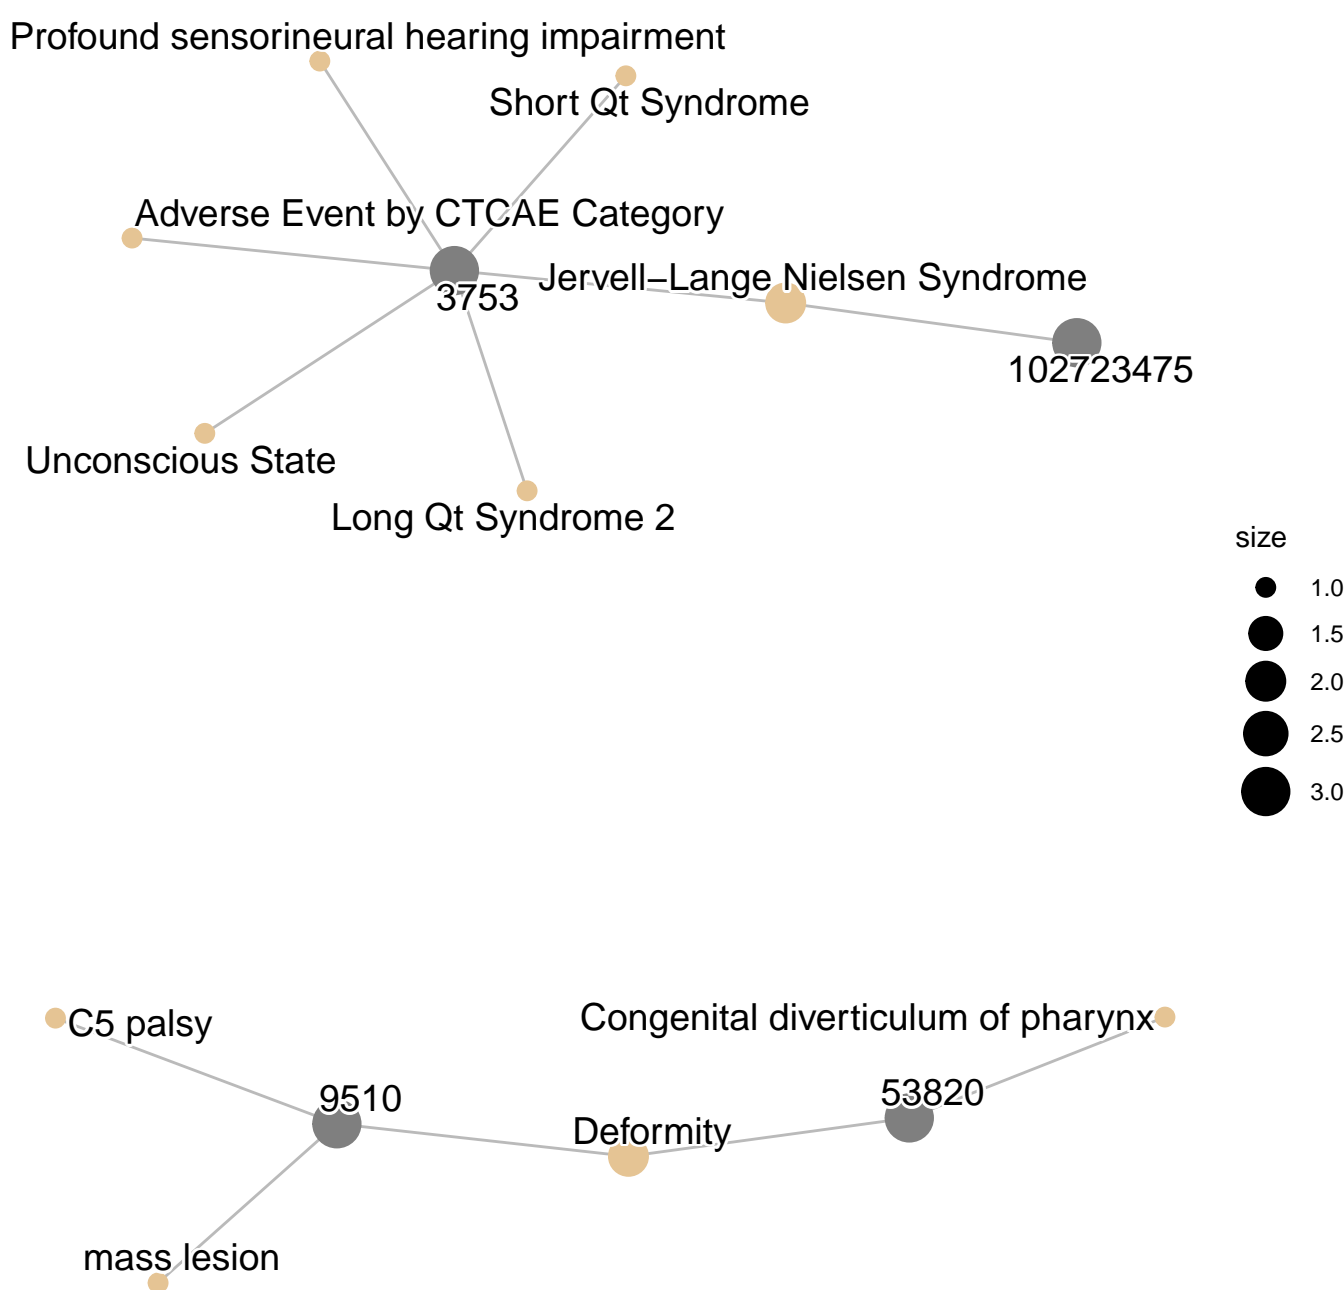 Profound sensorineural hearing impairment
Short Qt Syndrome
Adverse Event by CTCAE Category
Jervell−Lange Nielsen Syndrome
3753
102723475
Unconscious State
Long Qt Syndrome 2
size
1.0
1.5
2.0
2.5
3.0
C5 palsy
Congenital diverticulum of pharynx
9510
53820
Deformity
mass lesion